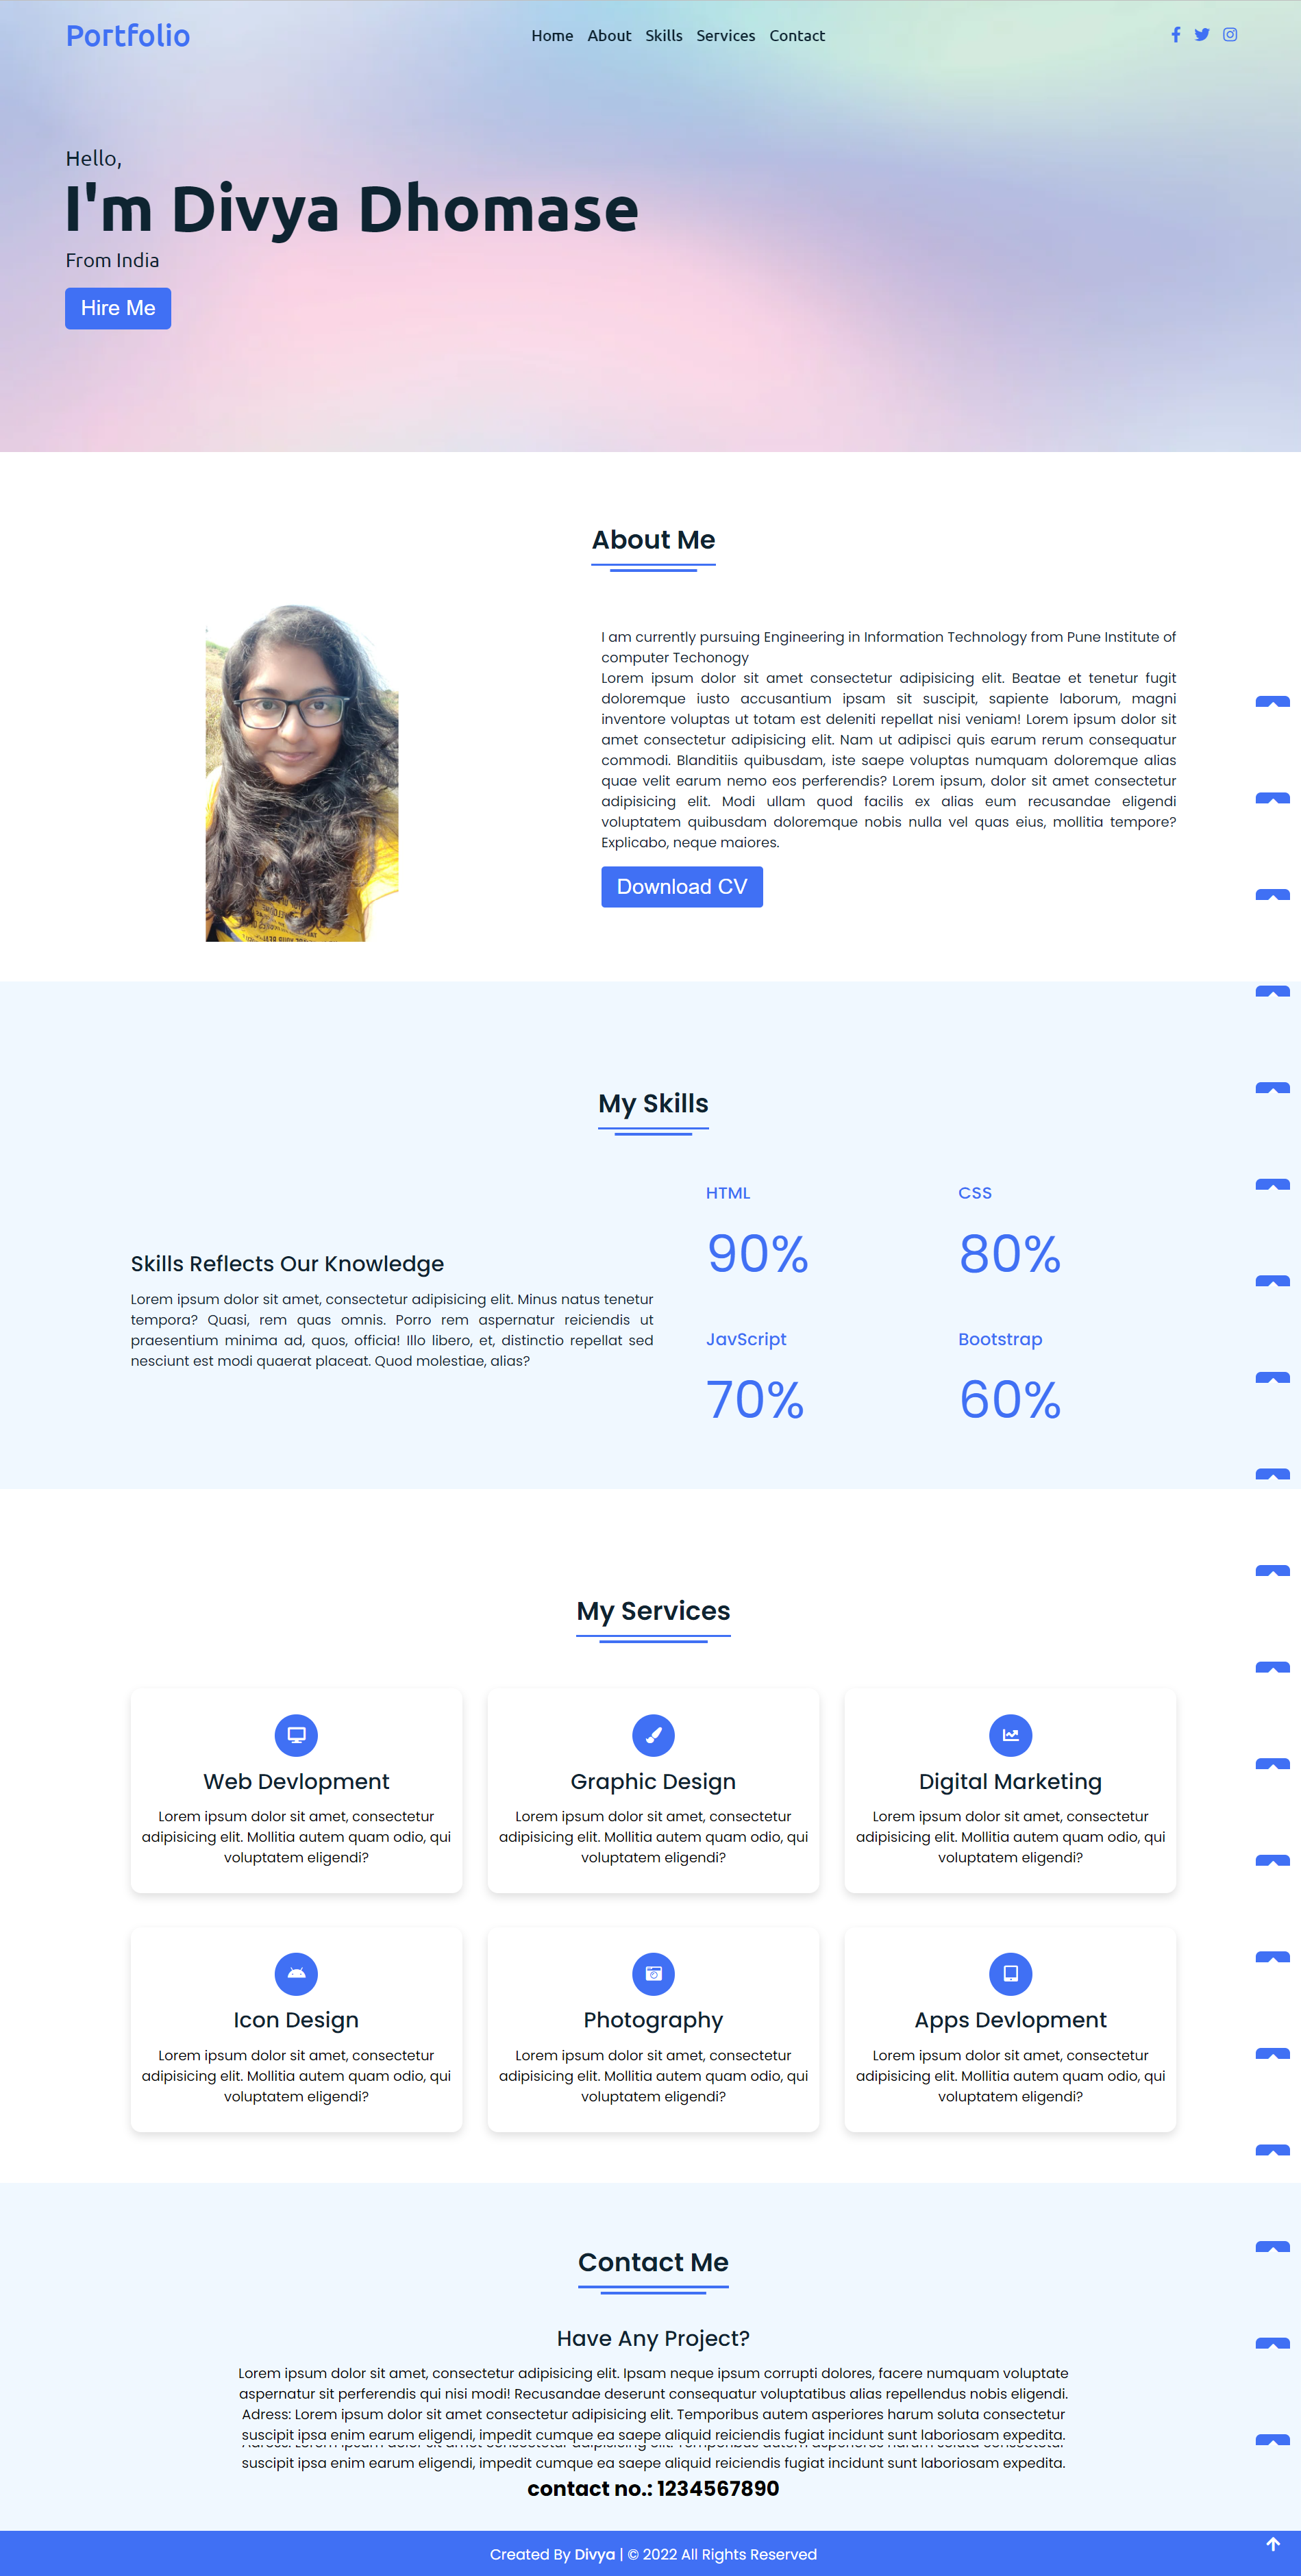 Portfolio
Home About Skills Services Contact
Hello,
I'm Divya Dhomase
From India
Hire Me
About Me
I am currently pursuing Engineering in Information Technology from Pune Institute of
computer Techonogy
Lorem ipsum dolor sit amet consectetur adipisicing elit. Beatae et tenetur fugit
doloremque iusto accusantium ipsam sit suscipit, sapiente laborum, magni
inventore voluptas ut totam est deleniti repellat nisi veniam! Lorem ipsum dolor sit
amet consectetur adipisicing elit. Nam ut adipisci quis earum rerum consequatur
commodi. Blanditiis quibusdam, iste saepe voluptas numquam doloremque alias
quae velit earum nemo eos perferendis? Lorem ipsum, dolor sit amet consectetur
adipisicing elit. Modi ullam quod facilis ex alias eum recusandae eligendi
voluptatem quibusdam doloremque nobis nulla vel quas eius, mollitia tempore?
Explicabo, neque maiores.
Download CV
My Skills
Skills Reflects Our Knowledge
Lorem ipsum dolor sit amet, consectetur adipisicing elit. Minus natus tenetur
tempora? Quasi, rem quas omnis. Porro rem aspernatur reiciendis ut
praesentium minima ad, quos, officia! Illo libero, et, distinctio repellat sed
nesciunt est modi quaerat placeat. Quod molestiae, alias?
HTML
90%
CSS
80%
JavScript
70%
Bootstrap
60%
My Services
Web Devlopment
Lorem ipsum dolor sit amet, consectetur
adipisicing elit. Mollitia autem quam odio, qui
voluptatem eligendi?
Graphic Design
Lorem ipsum dolor sit amet, consectetur
adipisicing elit. Mollitia autem quam odio, qui
voluptatem eligendi?
Digital Marketing
Lorem ipsum dolor sit amet, consectetur
adipisicing elit. Mollitia autem quam odio, qui
voluptatem eligendi?
Icon Design
Lorem ipsum dolor sit amet, consectetur
adipisicing elit. Mollitia autem quam odio, qui
voluptatem eligendi?
Photography
Lorem ipsum dolor sit amet, consectetur
adipisicing elit. Mollitia autem quam odio, qui
voluptatem eligendi?
Apps Devlopment
Lorem ipsum dolor sit amet, consectetur
adipisicing elit. Mollitia autem quam odio, qui
voluptatem eligendi?
Contact Me
Have Any Project?
Lorem ipsum dolor sit amet, consectetur adipisicing elit. Ipsam neque ipsum corrupti dolores, facere numquam voluptate
aspernatur sit perferendis qui nisi modi! Recusandae deserunt consequatur voluptatibus alias repellendus nobis eligendi.
Adress: Lorem ipsum dolor sit amet consectetur adipisicing elit. Temporibus autem asperiores harum soluta consectetur
suscipit ipsa enim earum eligendi, impedit cumque ea saepe aliquid reiciendis fugiat incidunt sunt laboriosam expedita.
suscipit ipsa enim earum eligendi, impedit cumque ea saepe aliquid reiciendis fugiat incidunt sunt laboriosam expedita.
contact no.: 1234567890
Created By Divya | © 2022 All Rights Reserved